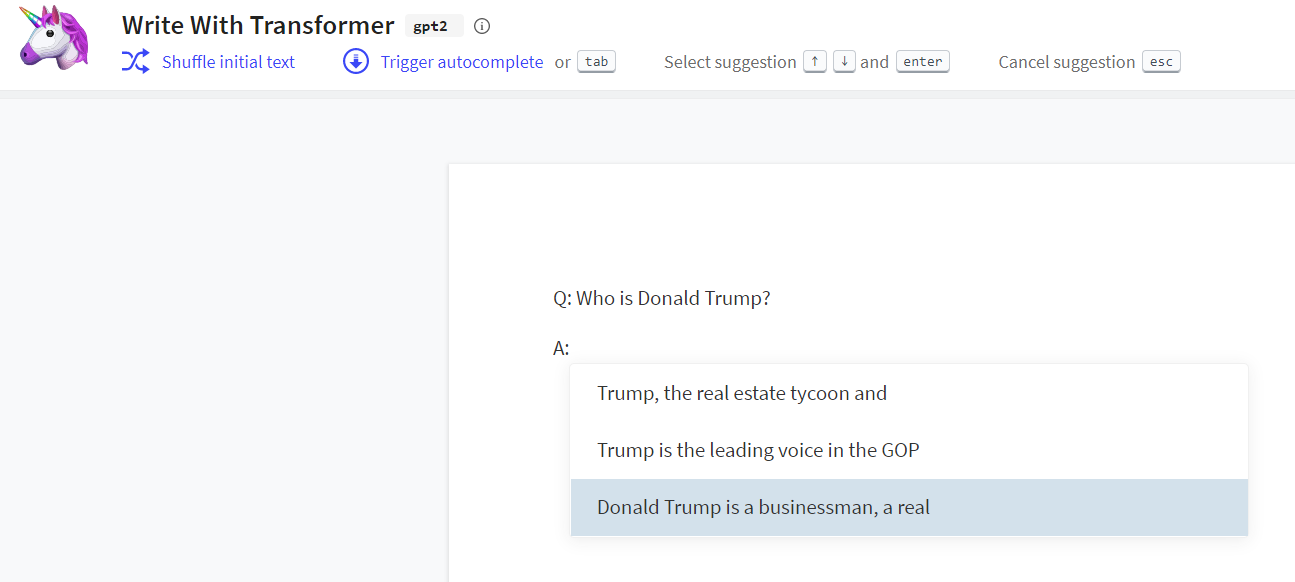 Write With Transformer gpt2
Shuffle initial text Trigger autocomplete or tab Select suggestion ↑ ↓ and enter Cancel suggestion esc
Q: Who is Donald Trump?
A:
Trump, the real estate tycoon and
Trump is the leading voice in the GOP
Donald Trump is a businessman, a real